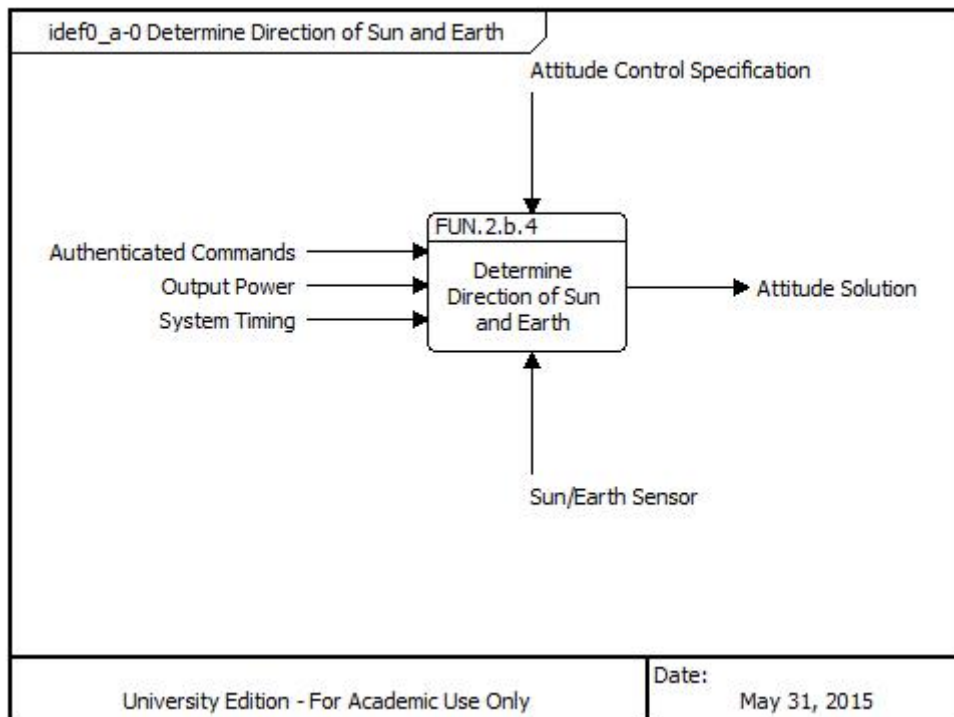 idef0_a-0 Determine Direction of Sun and Earth
Attitude Control Specification
FUN.2.b.4
Authenticated Commands
Output Power
System Timing
Determine
Direction of Sun
and Earth
Attitude Solution
Sun/Earth Sensor
University Edition - For Academic Use Only
Date:
May 31, 2015